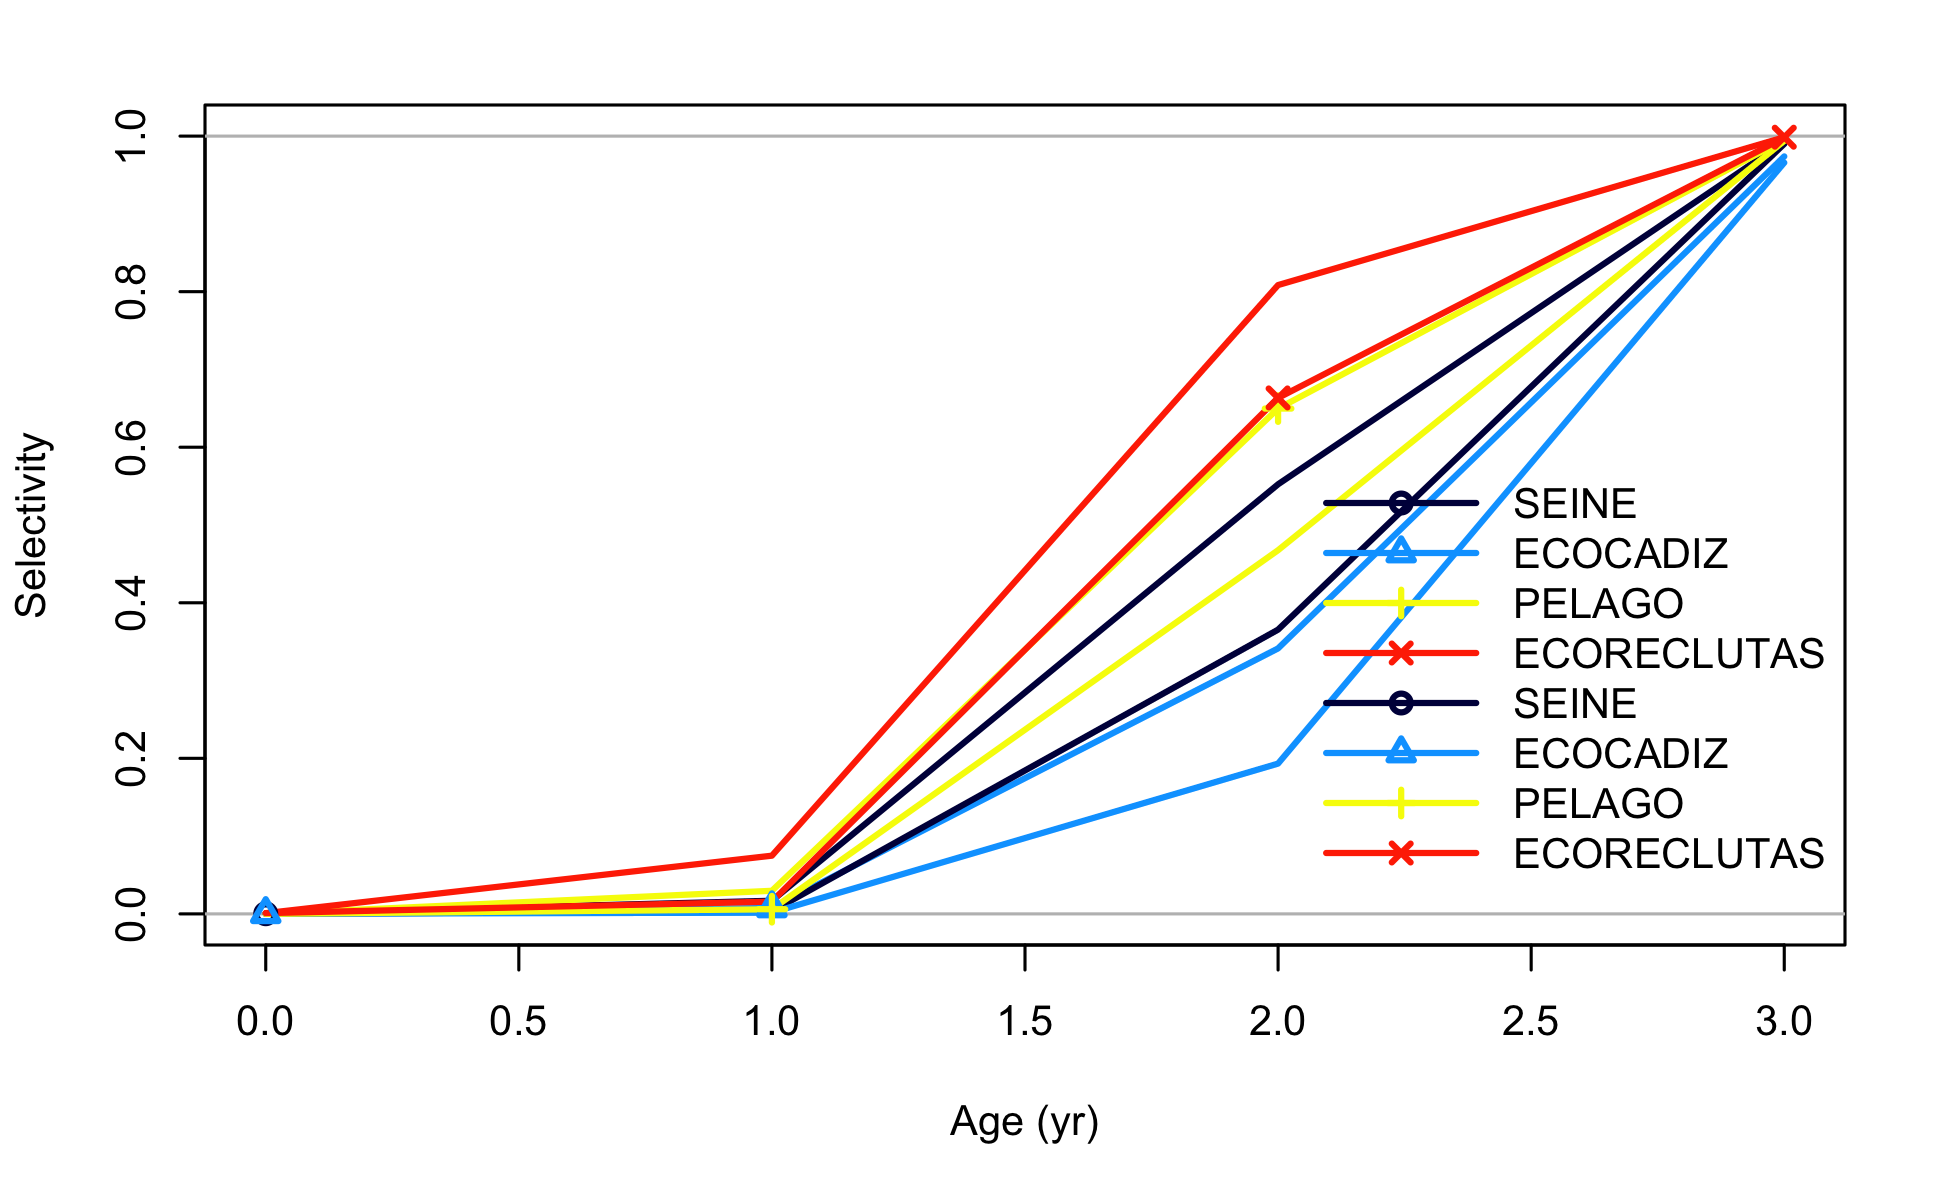 1.0
0.8
0.6
0.4
0.2
0.0
Selectivity
SEINE
ECOCADIZ
PELAGO
ECORECLUTAS
SEINE
ECOCADIZ
PELAGO
ECORECLUTAS
0.0 0.5 1.0 1.5 2.0 2.5 3.0
Age (yr)